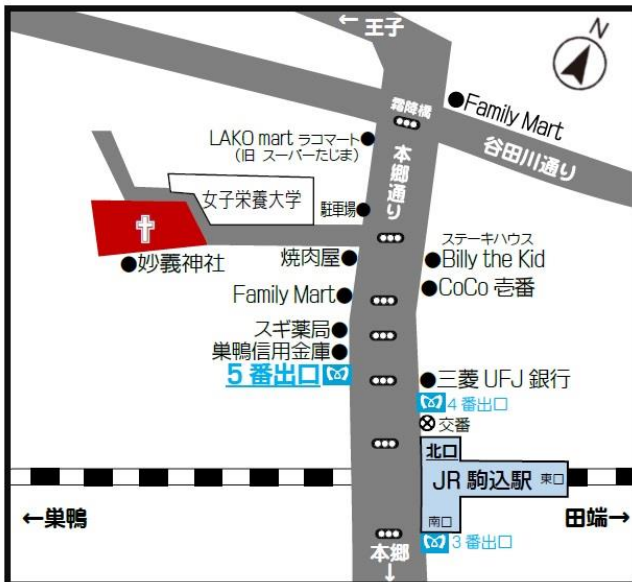 ←王子
N
霜降橋
Family Mart
谷田川通り
LAKO mart ラコマート
（旧 スーパーたじま）
本郷通り
女子栄養大学
駐車場
ステーキハウス
妙義神社
焼肉屋
Billy the Kid
Family Mart
CoCo 壱番
スギ薬局
巣鴨信用金庫
5番出口
三菱UFJ銀行
4番出口
交番
北口
JR 駒込駅 東口
←巣鴨
南口
田端→
3番出口
本郷
↓